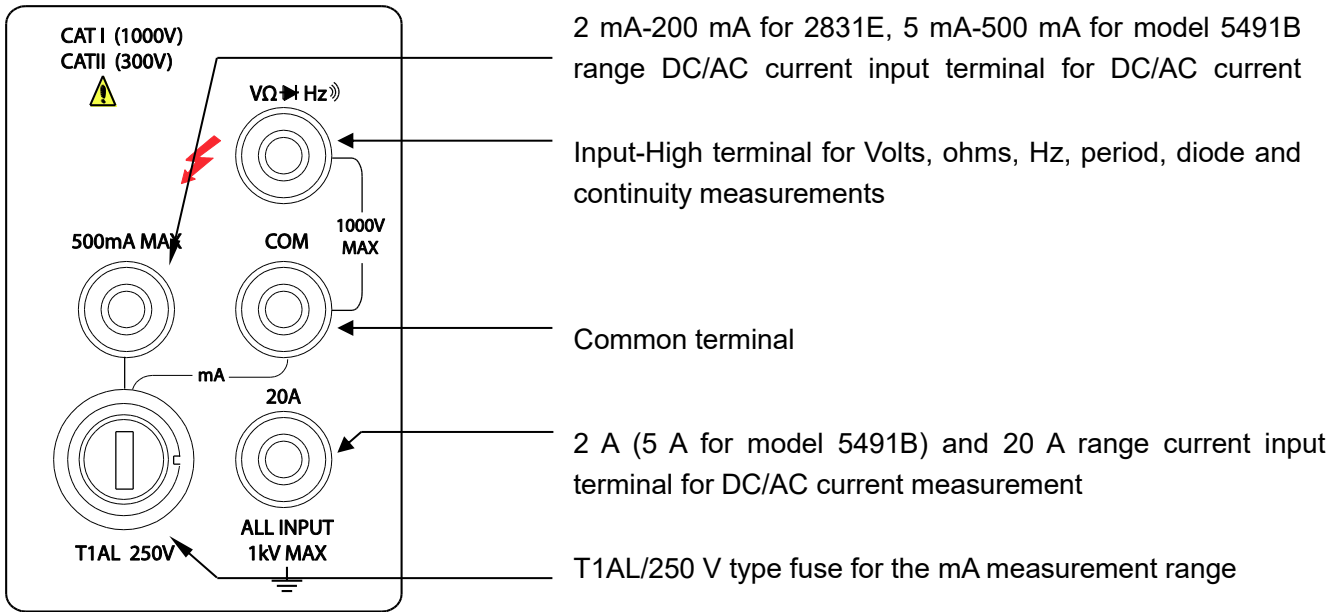 CAT I (1000V)
CATII (300V)
VΩ Hz
500mA MAX
COM
1000V
MAX
mA
20A
T1AL 250V
ALL INPUT
1kV MAX
2 mA-200 mA for 2831E, 5 mA-500 mA for model 5491B
range DC/AC current input terminal for DC/AC current
Input-High terminal for Volts, ohms, Hz, period, diode and
continuity measurements
Common terminal
2 A (5 A for model 5491B) and 20 A range current input
terminal for DC/AC current measurement
T1AL/250 V type fuse for the mA measurement range